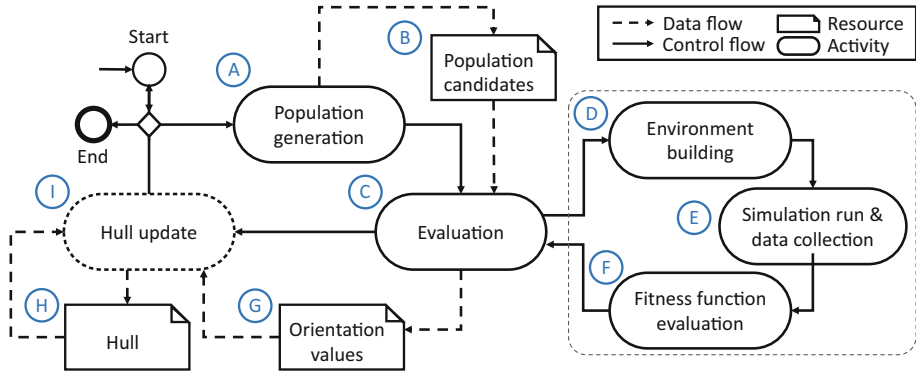 Start
End
A
Population
generation
B
Population
candidates
Data flow
Control flow
Resource
Activity
C
Evaluation
D
Environment
building
E
Simulation run &
data collection
F
Fitness function
evaluation
G
Orientation
values
H
Hull
I
Hull update